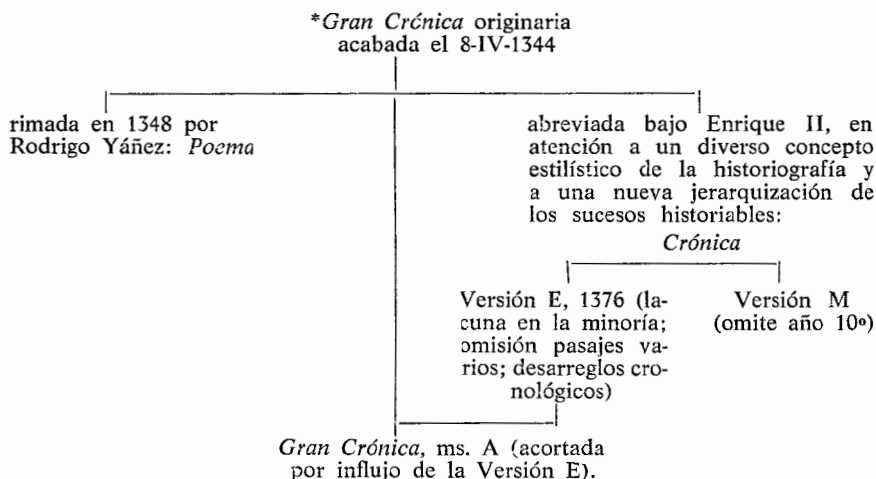 *Gran Crónica originaria
acabada el 8-IV-1344
rimada en 1348 por
Rodrigo Yáñez: Poema
abreviada bajo Enrique II, en
atención a un diverso concepto
estilístico de la historiografía y
a una nueva jerarquización de
los sucesos historiables:
Crónica
Versión E, 1376 (la-
cuna en la minoría;
omisión pasajes va-
rios; desarreglos cro-
nológicos)
Versión M
(omite año 10º)
Gran Crónica, ms. A (acortada
por influjo de la Versión E).